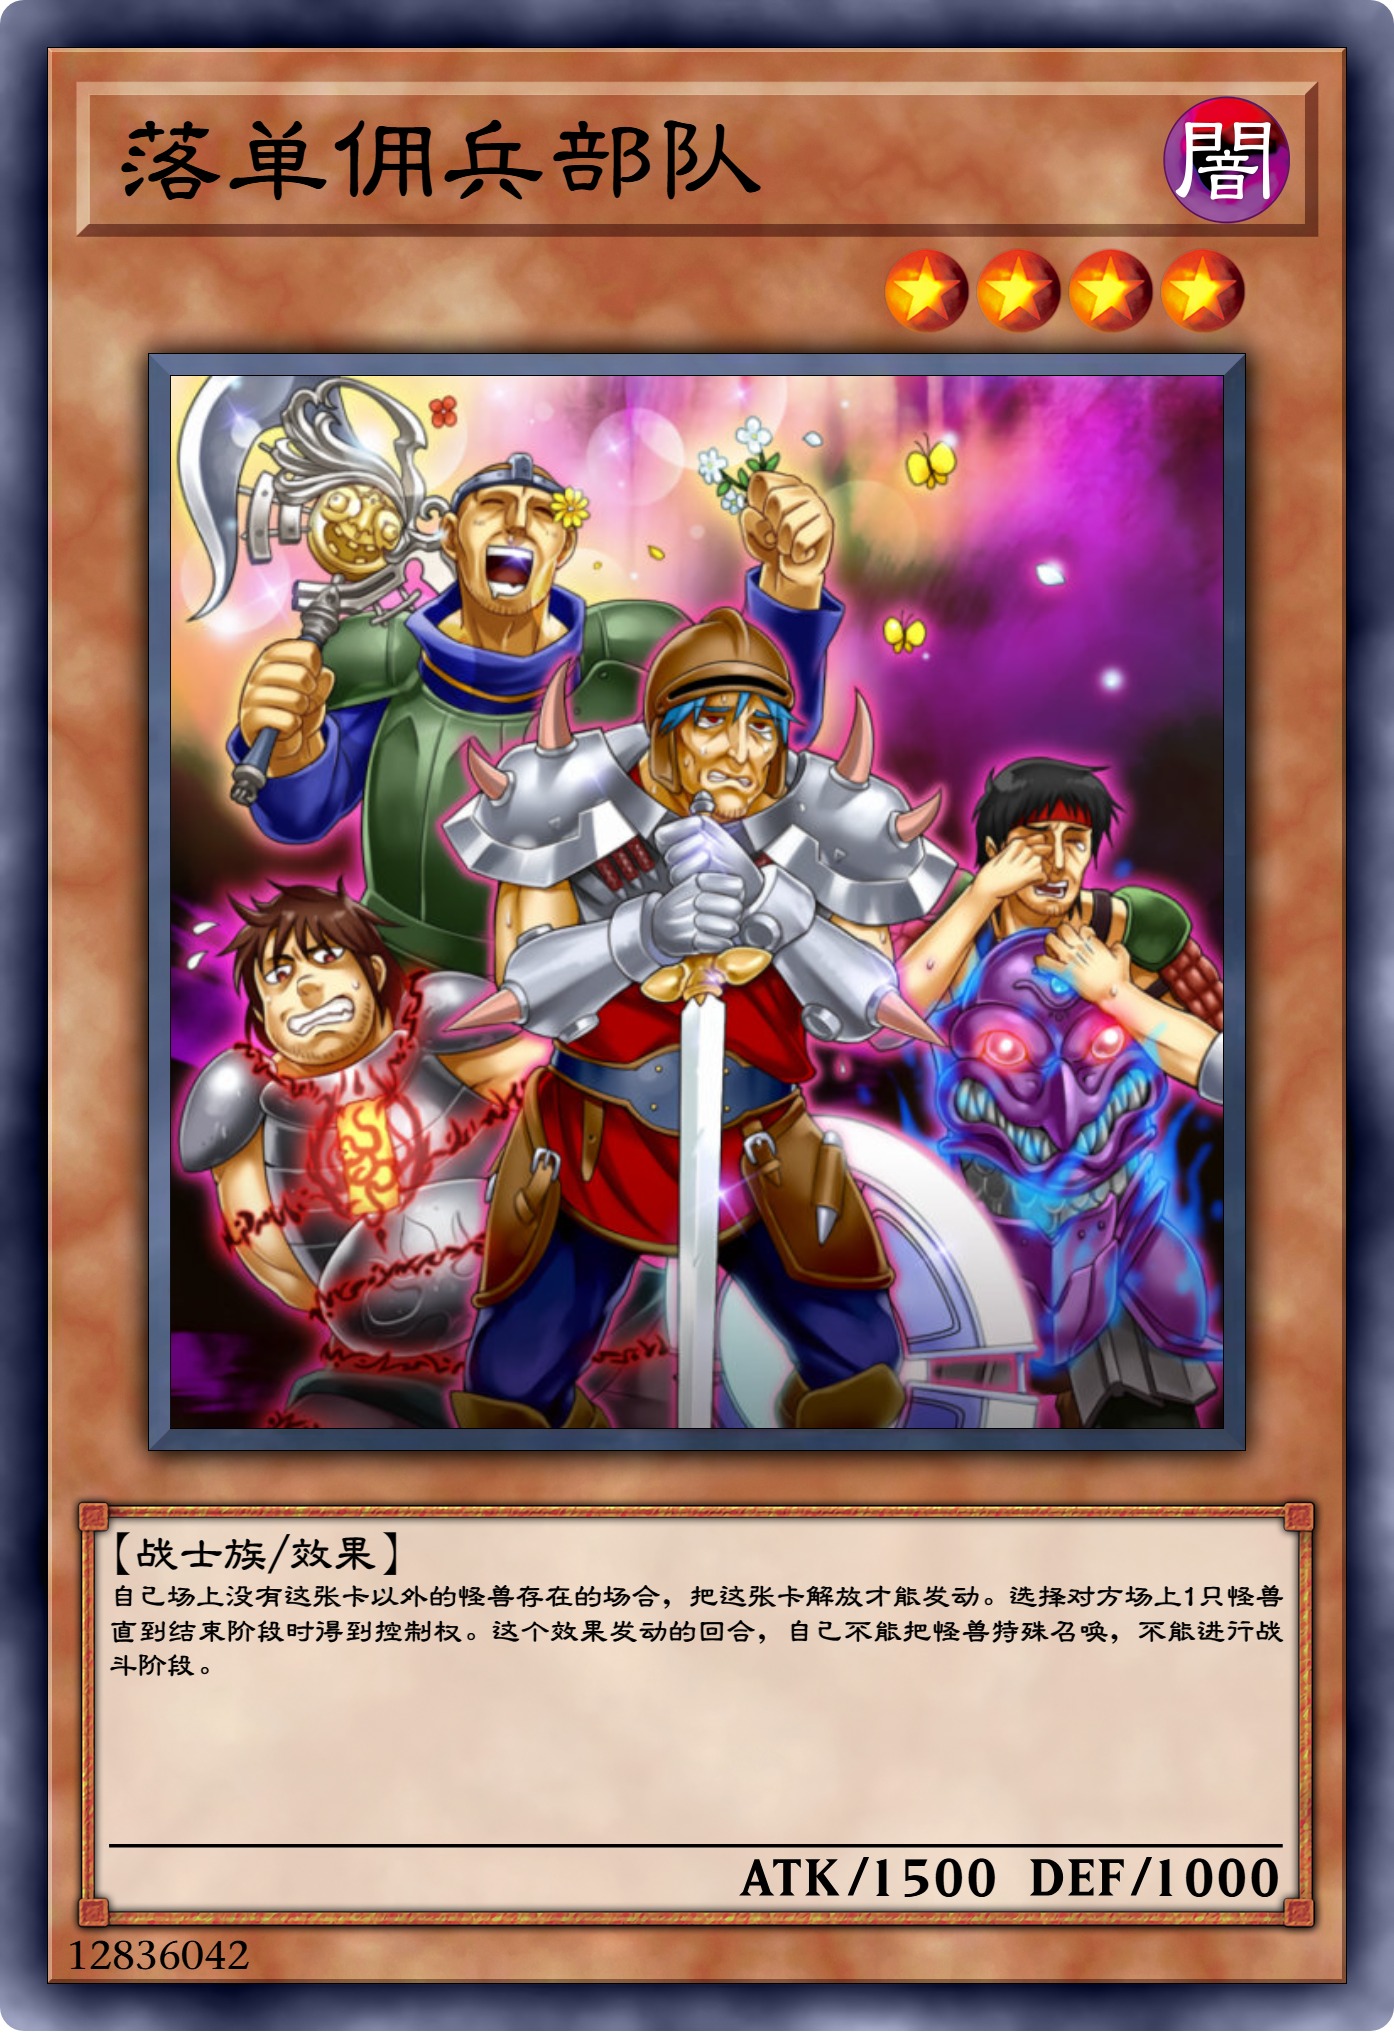 落单佣兵部队
闇
【战士族/效果】
自己场上没有这张卡以外的怪兽存在的场合，把这张卡解放才能发动。选择对方场上1只怪兽
直到结束阶段时得到控制权。这个效果发动的回合，自己不能把怪兽特殊召唤，不能进行战
斗阶段。
ATK/1500 DEF/1000
12836042